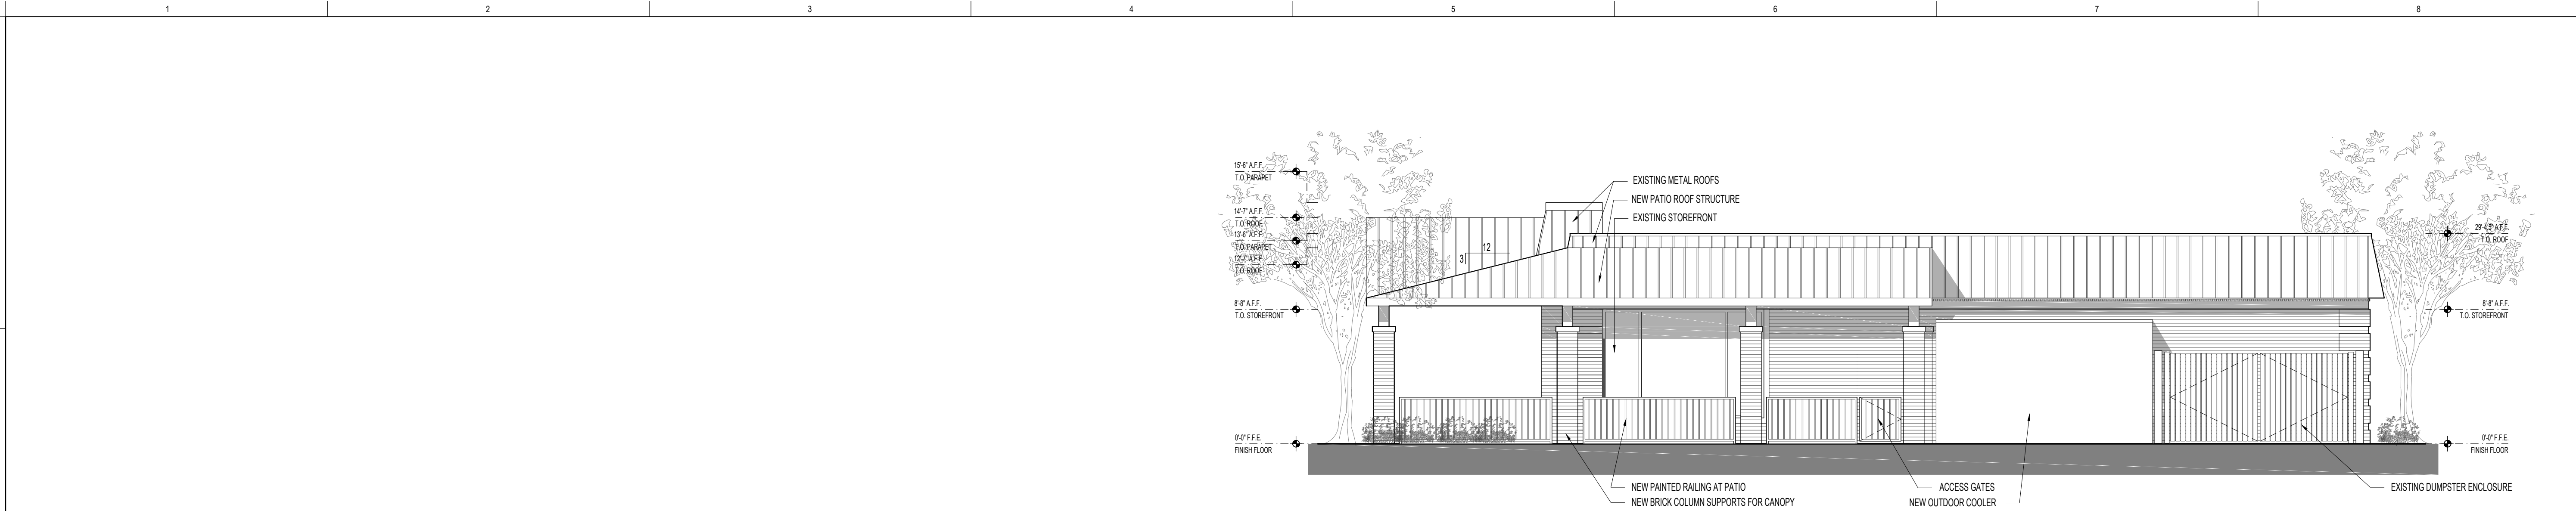 1 2 3 4 5 6 7 8
15'-6" A.F.F.
T.O. PARAPET
14'-7" A.F.F.
T.O. ROOF
13'-6" A.F.F.
T.O. PARAPET
12'-7" A.F.F.
T.O. ROOF
8'-8" A.F.F.
T.O. STOREFRONT
0'-0" F.F.E.
FINISH FLOOR
EXISTING METAL ROOFS
NEW PATIO ROOF STRUCTURE
EXISTING STOREFRONT
12
3
29'-4.5" A.F.F.
T.O. ROOF
8'-8" A.F.F.
T.O. STOREFRONT
0'-0" F.F.E.
FINISH FLOOR
NEW PAINTED RAILING AT PATIO
NEW BRICK COLUMN SUPPORTS FOR CANOPY
ACCESS GATES
NEW OUTDOOR COOLER
EXISTING DUMPSTER ENCLOSURE